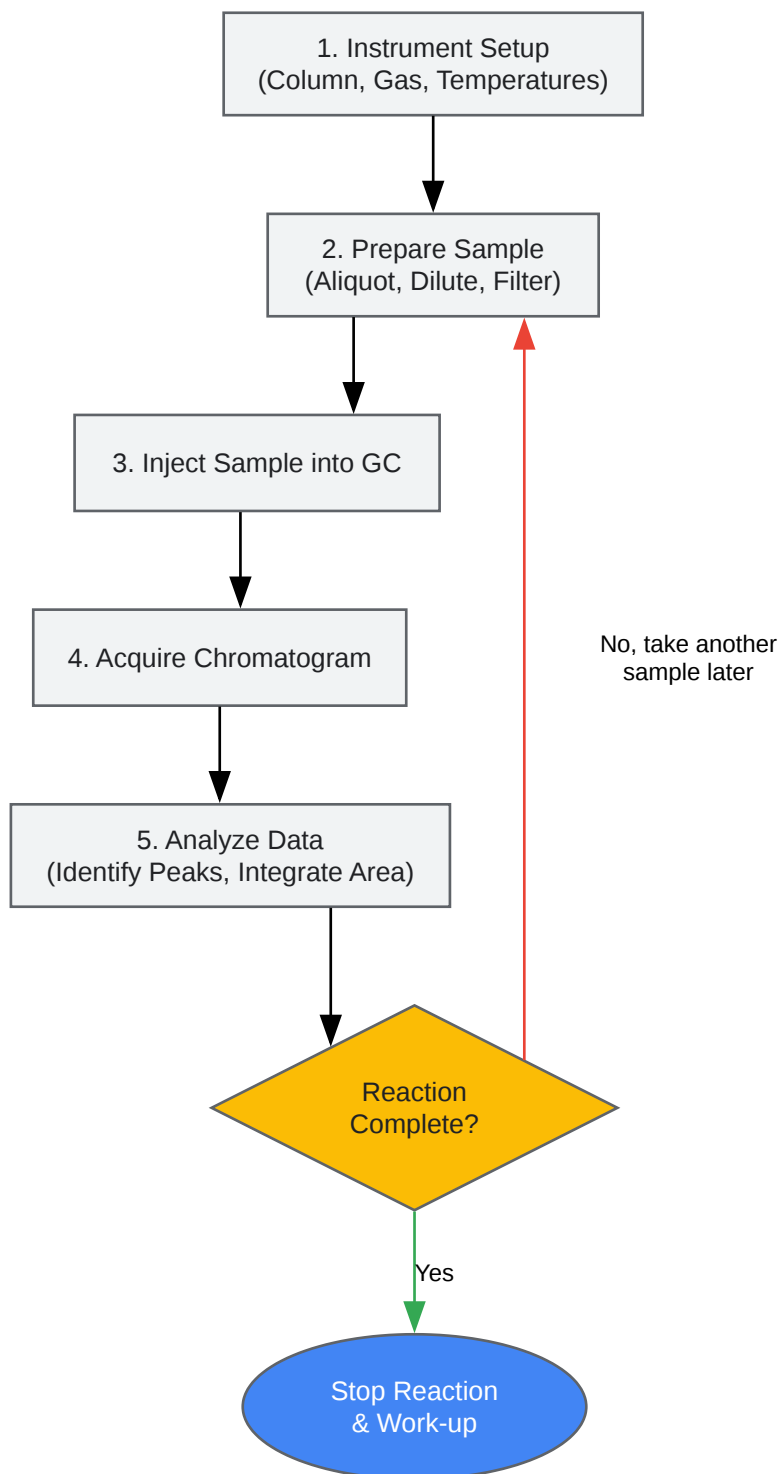 1. Instrument Setup
(Column, Gas, Temperatures)
2. Prepare Sample
(Aliquot, Dilute, Filter)
3. Inject Sample into GC
No, take another
sample later
4. Acquire Chromatogram
5. Analyze Data
(Identify Peaks, Integrate Area)
Reaction
Complete?
Yes
Stop Reaction
& Work-up